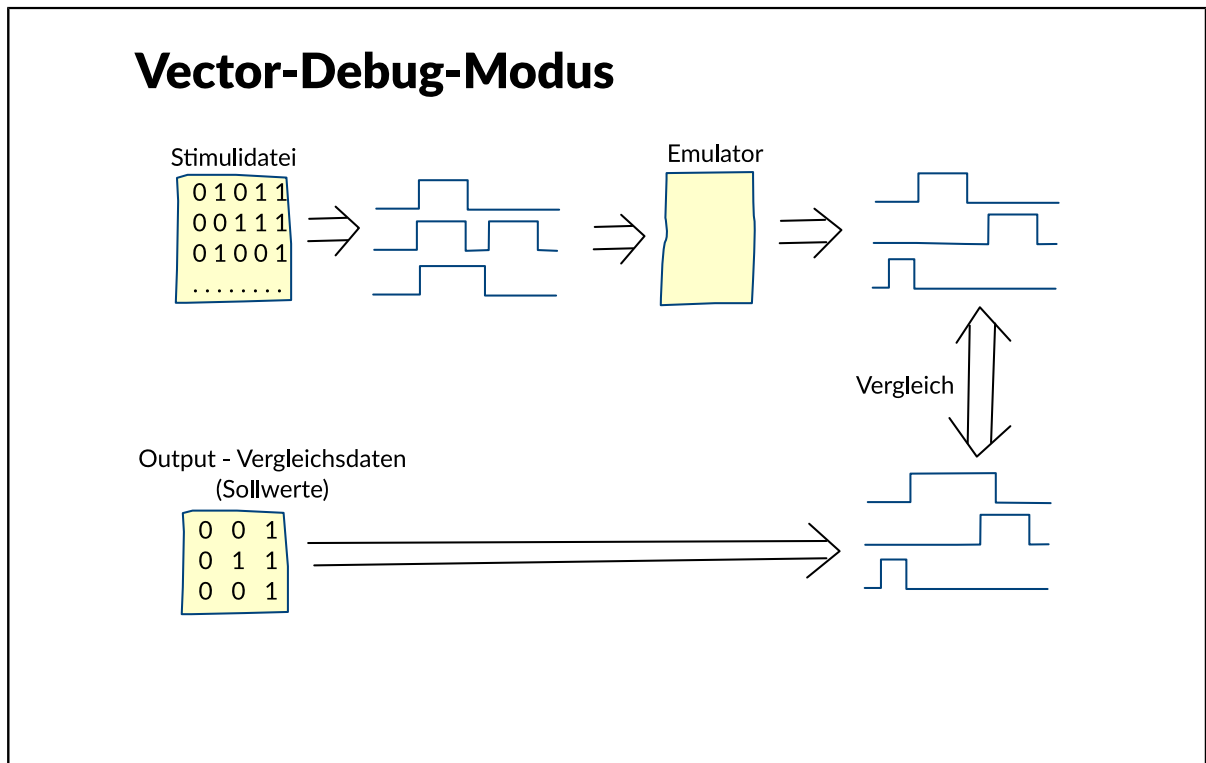 Vector-Debug-Modus
Stimulidatei
0 1 0 1 1
0 0 1 1 1
0 1 0 0 1
. . . . . . . .
Emulator
Vergleich
Output - Vergleichsdaten
(Sollwerte)
0 0 1
0 1 1
0 0 1